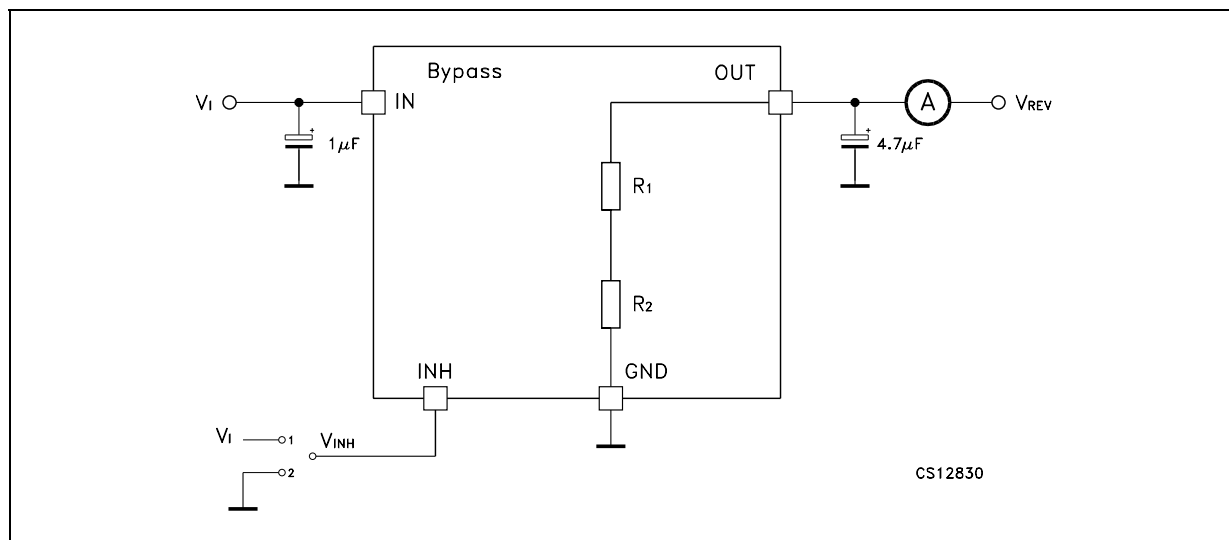 Bypass
OUT
VI
IN
A
VREV
1μF
4.7μF
R1
R2
INH
GND
VI
1
VINH
2
CS12830